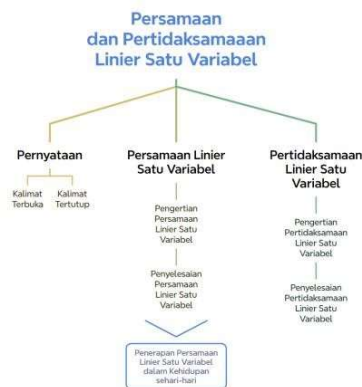 Persamaan
dan Pertidaksamaaan
Linier Satu Variabel
Pernyataan
Kalimat
Terbuka
Kalimat
Tertutup
Persamaan Linier
Satu Variabel
Pengertian
Persamaan
Linier Satu
Variabel
Penyelesaian
Persamaan
Linier Satu
Variabel
Pertidaksamaan
Linier Satu
Variabel
Pengertian
Pertidaksamaan
Linier Satu
Variabel
Penyelesaian
Pertidaksamaan
Linier Satu
Variabel
Penerapan Persamaan
Linier Satu Variabel
dalam Kehidupan
sehari-hari